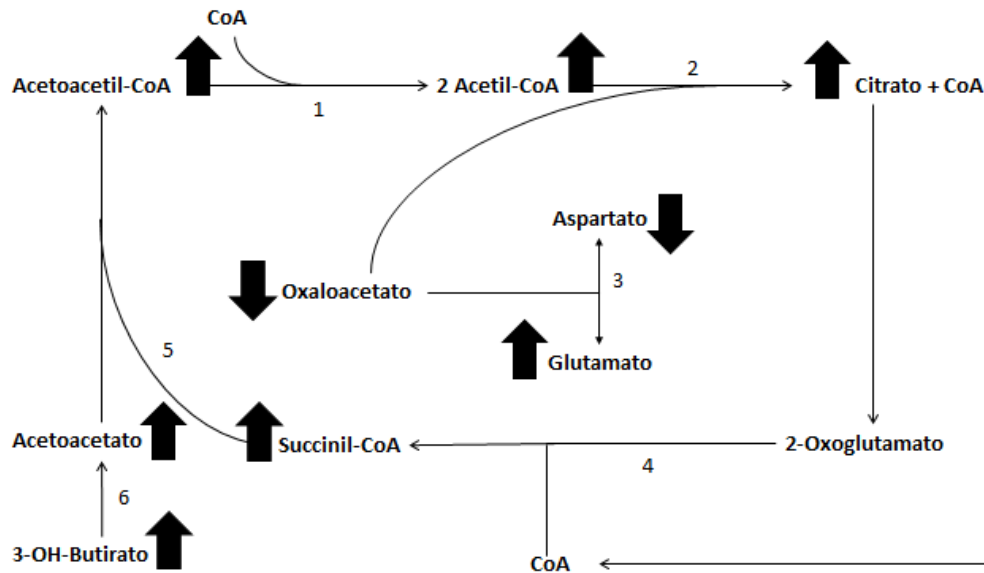 CoA
Acetoacetil-CoA
2 Acetil-CoA
2
Citrato + CoA
1
Aspartato
Oxaloacetato
3
Glutamato
5
Acetoacetato
Succinil-CoA
2-Oxoglutamato
4
6
3-OH-Butirato
CoA